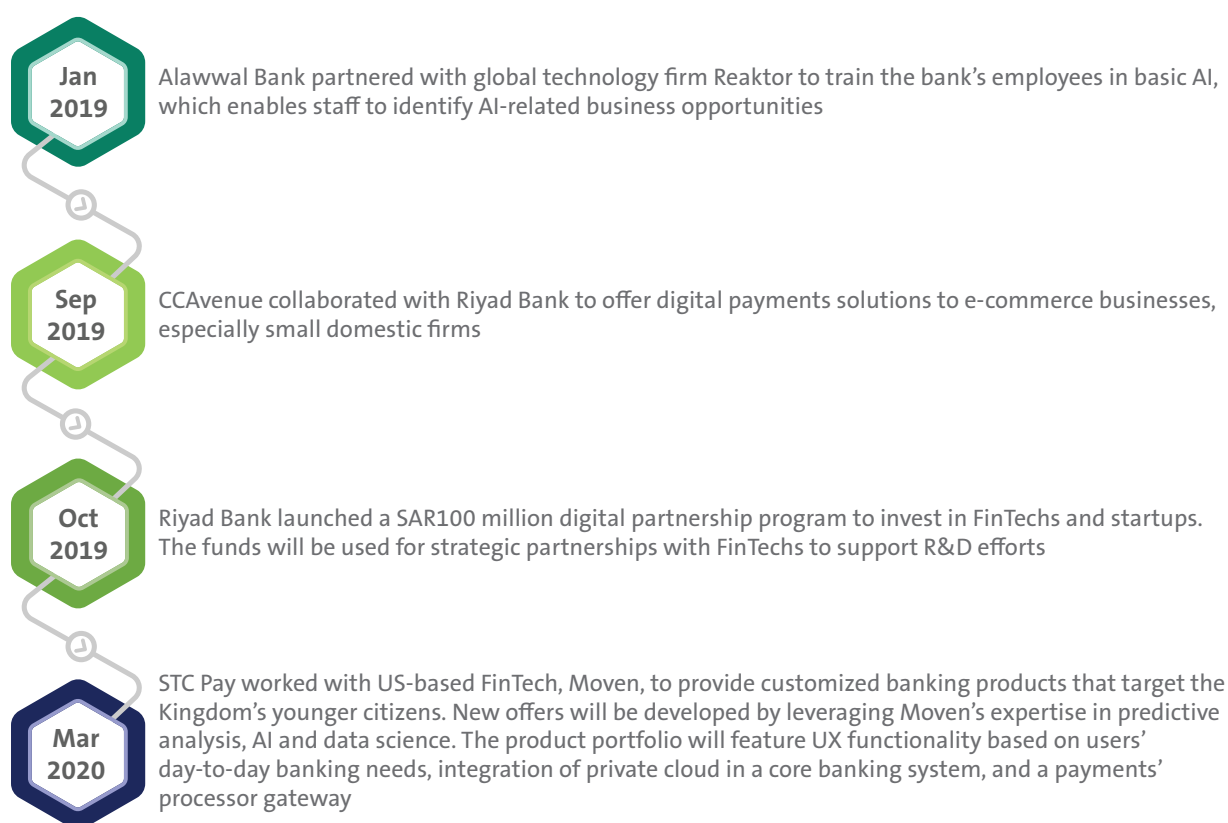 Jan
2019
Alawwal Bank partnered with global technology firm Reaktor to train the bank's employees in basic AI,
which enables staff to identify AI-related business opportunities
Sep
2019
CCAvenue collaborated with Riyad Bank to offer digital payments solutions to e-commerce businesses,
especially small domestic firms
Oct
2019
Riyad Bank launched a SAR100 million digital partnership program to invest in FinTechs and startups.
The funds will be used for strategic partnerships with FinTechs to support R&D efforts
Mar
2020
STC Pay worked with US-based FinTech, Moven, to provide customized banking products that target the
Kingdom's younger citizens. New offers will be developed by leveraging Moven's expertise in predictive
analysis, AI and data science. The product portfolio will feature UX functionality based on users'
day-to-day banking needs, integration of private cloud in a core banking system, and a payments'
processor gateway